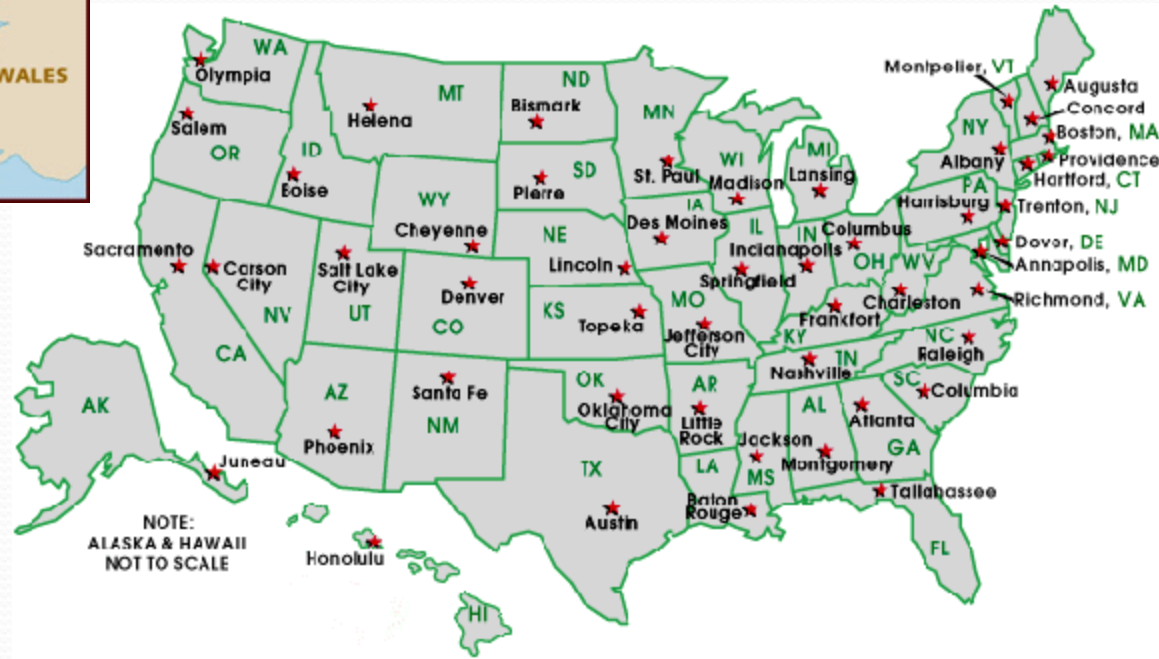 WALES
WA
Olympia
MT
ND
Montpelier, VT
Augusta
Concord
Helena
Bismark
MN
NY
Boston, MA
Salem
OR
ID
Boise
SD
Pierre
St. Paul
WI
Madison
MI
Lansing
Albany
Providence
Hartford, CT
PA
Harrisburg
Trenton, NJ
WY
Cheyenne
NE
Lincoln
IA
Des Moines
IL
Springfield
IN
Indianapolis
Columbus
OH
WV
Dover, DE
Annapolis, MD
Sacramento
Carson
City
NV
Salt Lake
City
UT
Denver
CO
KS
Topeka
MO
Jefferson
City
KY
Frankfort
Charleston
Richmond, VA
CA
NC
Raleigh
TN
Nashville
AK
Juneau
AZ
Phoenix
Santa Fe
NM
OK
Oklahoma
City
AR
Little
Rock
SC
Columbia
AL
Montgomery
Atlanta
GA
Jackson
MS
TX
Austin
LA
Baton
Rouge
Tallahassee
FL
NOTE:
ALASKA & HAWAII
NOT TO SCALE
Honolulu
HI